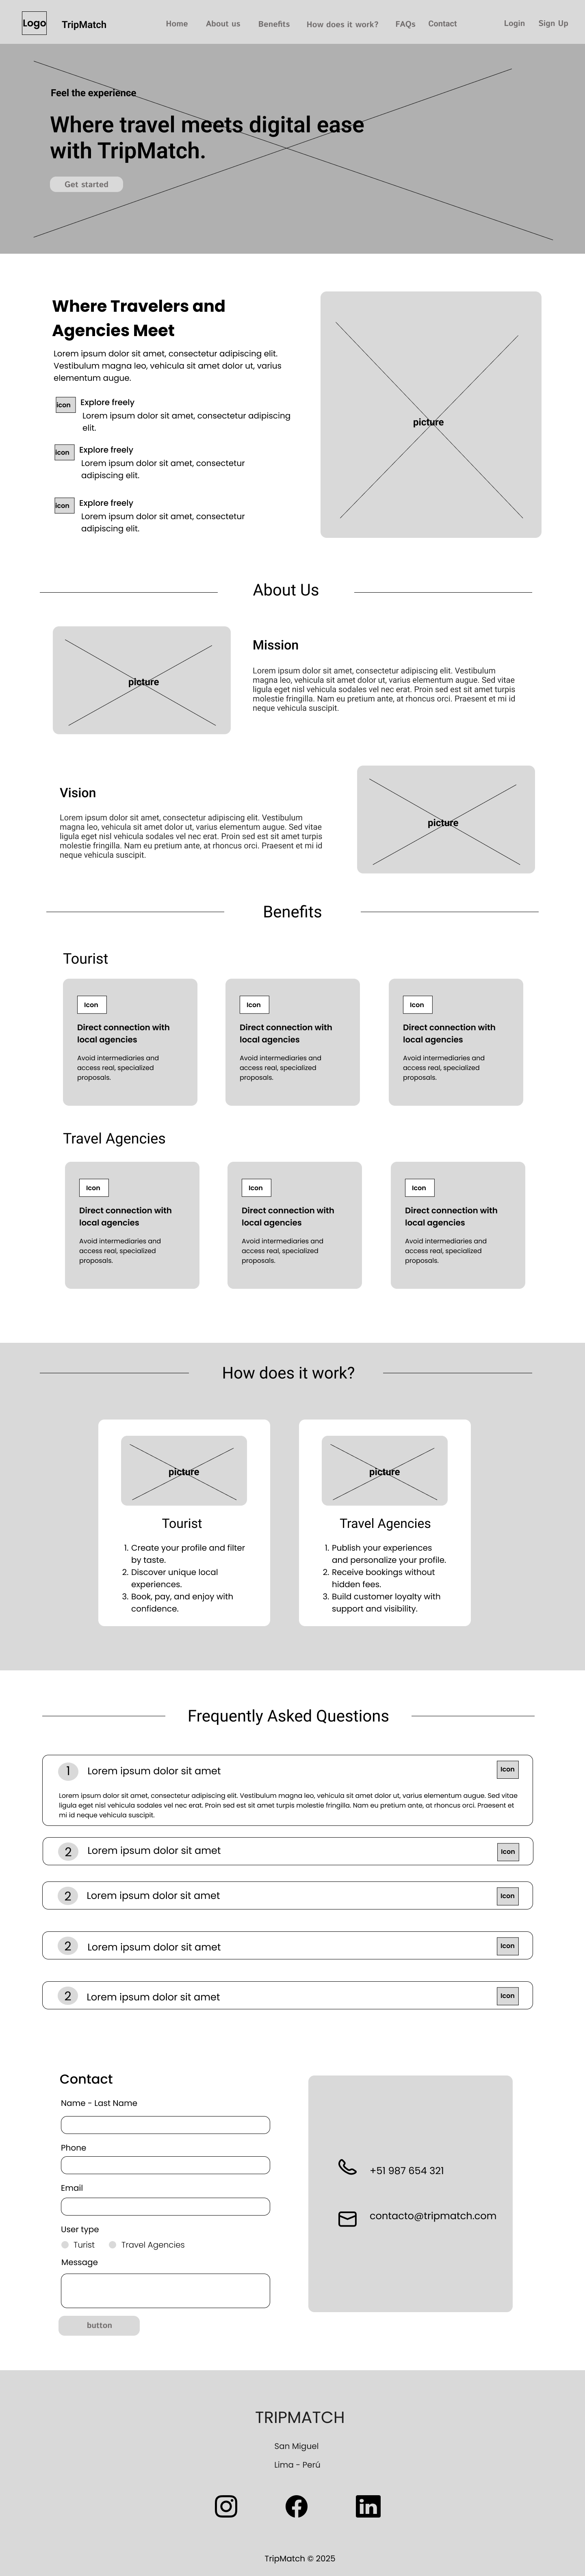 Logo
TripMatch
Home
About us
Benefits
How does it work?
FAQs
Contact
Login
Sign Up
Feel the experience
Where travel meets digital ease
with TripMatch.
Get started
Where Travelers and
Agencies Meet
Lorem ipsum dolor sit amet, consectetur adipiscing elit.
Vestibulum magna leo, vehicula sit amet dolor ut, varius
elementum augue.
icon
Explore freely
Lorem ipsum dolor sit amet, consectetur adipiscing
elit.
icon
Explore freely
Lorem ipsum dolor sit amet, consectetur
adipiscing elit.
icon
Explore freely
Lorem ipsum dolor sit amet, consectetur
adipiscing elit.
picture
About Us
picture
Mission
Lorem ipsum dolor sit amet, consectetur adipiscing elit. Vestibulum
magna leo, vehicula sit amet dolor ut, varius elementum augue. Sed vitae
ligula eget nisl vehicula sodales vel nec erat. Proin sed est sit amet turpis
molestie fringilla. Nam eu pretium ante, at rhoncus orci. Praesent et mi id
neque vehicula suscipit.
Vision
Lorem ipsum dolor sit amet, consectetur adipiscing elit. Vestibulum
magna leo, vehicula sit amet dolor ut, varius elementum augue. Sed vitae
ligula eget nisl vehicula sodales vel nec erat. Proin sed est sit amet turpis
molestie fringilla. Nam eu pretium ante, at rhoncus orci. Praesent et mi id
neque vehicula suscipit.
picture
Benefits
Tourist
Icon
Direct connection with
local agencies
Avoid intermediaries and
access real, specialized
proposals.
Icon
Direct connection with
local agencies
Avoid intermediaries and
access real, specialized
proposals.
Icon
Direct connection with
local agencies
Avoid intermediaries and
access real, specialized
proposals.
Travel Agencies
Icon
Direct connection with
local agencies
Avoid intermediaries and
access real, specialized
proposals.
Icon
Direct connection with
local agencies
Avoid intermediaries and
access real, specialized
proposals.
Icon
Direct connection with
local agencies
Avoid intermediaries and
access real, specialized
proposals.
How does it work?
picture
Tourist
1. Create your profile and filter
by taste.
2. Discover unique local
experiences.
3. Book, pay, and enjoy with
confidence.
picture
Travel Agencies
1. Publish your experiences
and personalize your profile.
2. Receive bookings without
hidden fees.
3. Build customer loyalty with
support and visibility.
Frequently Asked Questions
1
Lorem ipsum dolor sit amet
Icon
Lorem ipsum dolor sit amet, consectetur adipiscing elit. Vestibulum magna leo, vehicula sit amet dolor ut, varius elementum augue. Sed vitae
ligula eget nisl vehicula sodales vel nec erat. Proin sed est sit amet turpis molestie fringilla. Nam eu pretium ante, at rhoncus orci. Praesent et
mi id neque vehicula suscipit.
2
Lorem ipsum dolor sit amet
Icon
2
Lorem ipsum dolor sit amet
Icon
2
Lorem ipsum dolor sit amet
Icon
2
Lorem ipsum dolor sit amet
Icon
Contact
Name - Last Name
Phone
Email
User type
Turist
Travel Agencies
Message
button
+51 987 654 321
contacto@tripmatch.com
TRIPMATCH
San Miguel
Lima - Perú
in
TripMatch © 2025